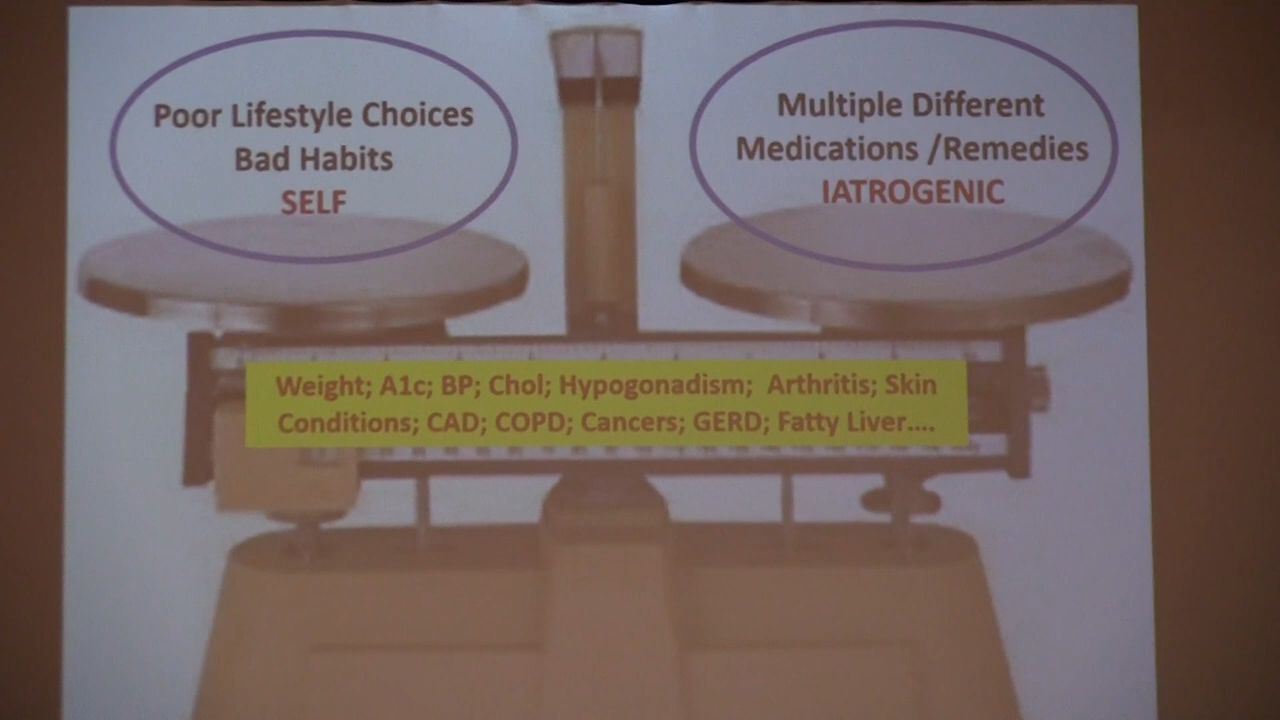 Poor Lifestyle Choices
Bad Habits
SELF
Multiple Different
Medications /Remedies
IATROGENIC
Weight; A1c; BP; Chol; Hypogonadism; Arthritis; Skin
Conditions; CAD; COPD; Cancers; GERD; Fatty Liver....